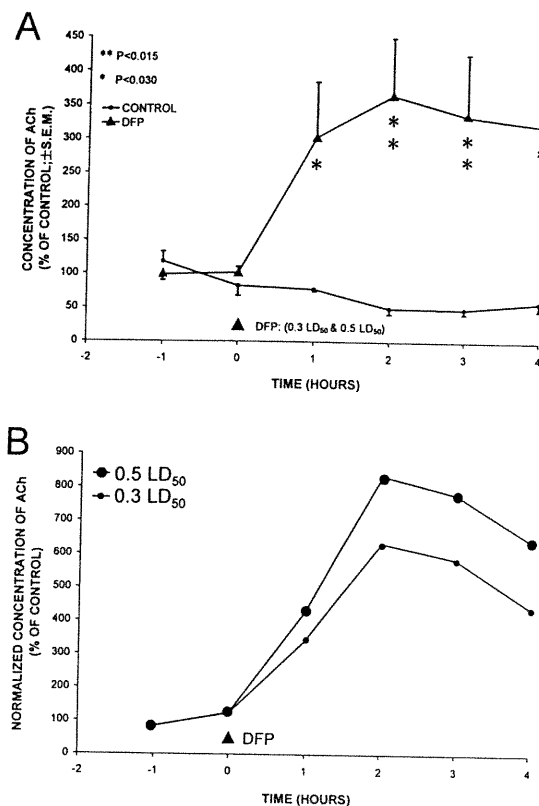 A
** P<0.015
* P<0.030
CONTROL
DFP
CONCENTRATION OF ACh
(% OF CONTROL;±S.E.M.)
400
350
300
250
200
150
100
50
0
*
**
**
*
DFP: (0.3 LD50 & 0.5 LD50)
-2 -1 0 1 2 3 4
TIME (HOURS)
B
0.5 LD50
0.3 LD50
NORMALIZED CONCENTRATION OF ACh
(% OF CONTROL)
900
800
700
600
500
400
300
200
100
0
DFP
-2 -1 0 1 2 3 4
TIME (HOURS)